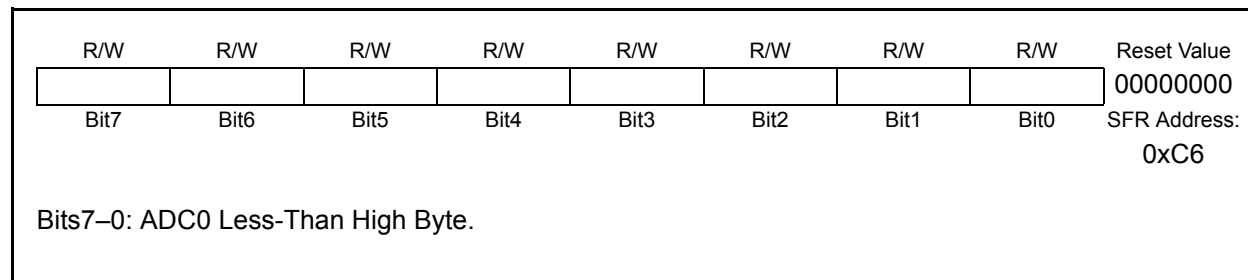 R/W R/W R/W R/W R/W R/W R/W R/W Reset Value
00000000
Bit7 Bit6 Bit5 Bit4 Bit3 Bit2 Bit1 Bit0 SFR Address:
0xC6
Bits7–0: ADC0 Less-Than High Byte.